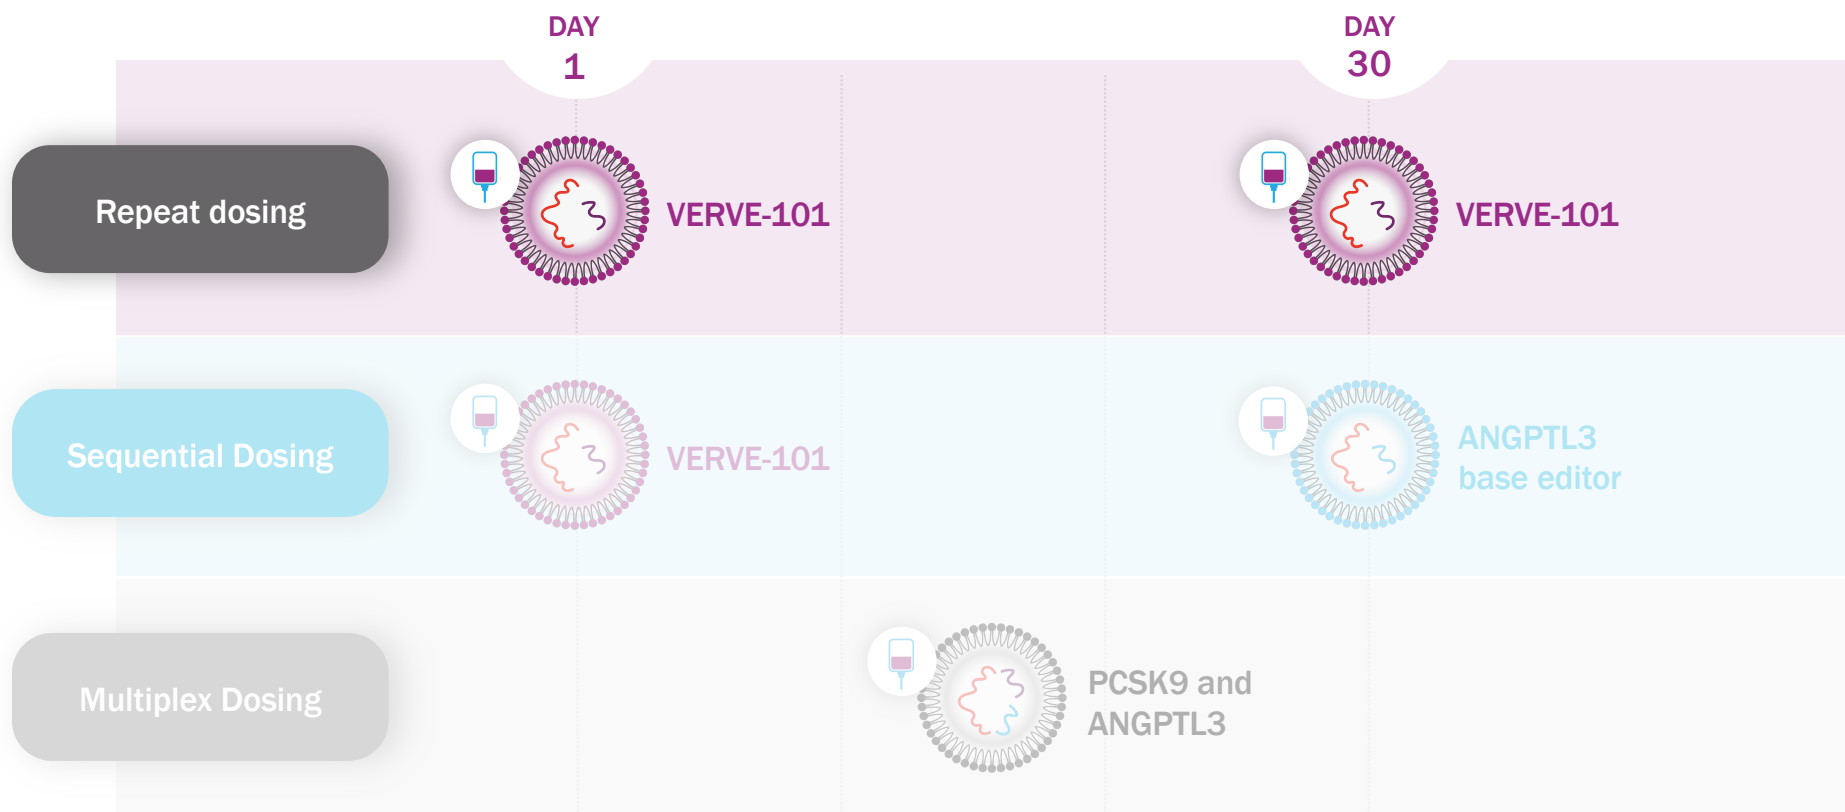 DAY
1
DAY
30
Repeat dosing
VERVE-101
VERVE-101
Sequential Dosing
VERVE-101
ANGPTL3
base editor
Multiplex Dosing
PCSK9 and
ANGPTL3